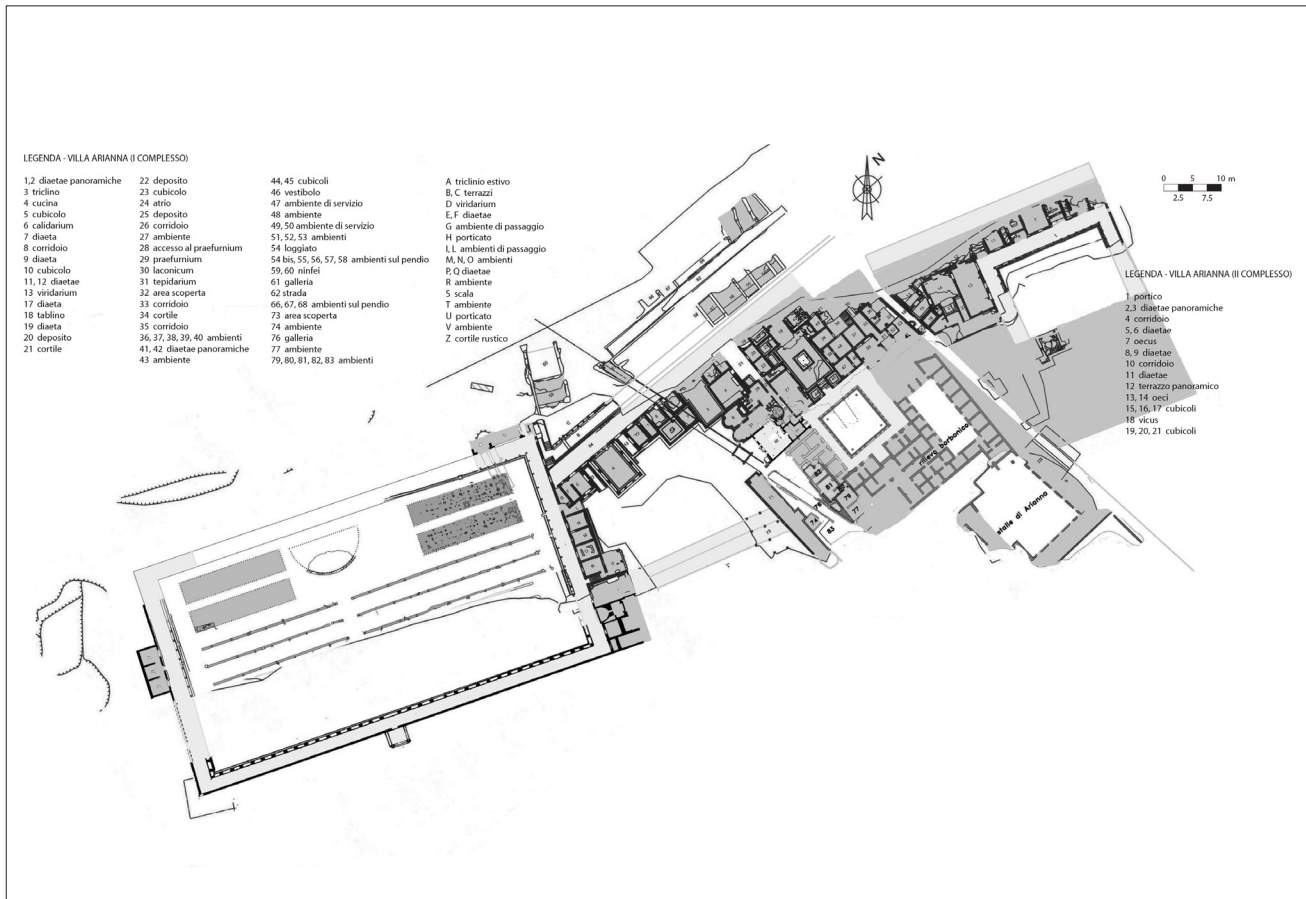 LEGENDA - VILLA ARIANNA (I COMPLESSO)
1,2 diaetae panoramiche
3 triclino
4 cucina
5 cubicolo
6 calidarium
7 diaeta
8 corridoio
9 diaeta
10 cubicolo
11, 12 diaetae
13 viridarium
17 diaeta
18 tablino
19 diaeta
20 deposito
21 cortile
22 deposito
23 cubicolo
24 atrio
25 deposito
26 corridoio
27 ambiente
28 accesso al praefurnium
29 praefurnium
30 laconicum
31 tepidarium
32 area scoperta
33 corridoio
34 cortile
35 corridoio
36, 37, 38, 39, 40 ambienti
41, 42 diaetae panoramiche
43 ambiente
44, 45 cubicoli
46 vestibolo
47 ambiente di servizio
48 ambiente
49, 50 ambiente di servizio
51, 52, 53 ambienti
54 loggiato
54 bis, 55, 56, 57, 58 ambienti sul pendio
59, 60 ninfei
61 galleria
62 strada
66, 67, 68 ambienti sul pendio
73 area scoperta
74 ambiente
76 galleria
77 ambiente
79, 80, 81, 82, 83 ambienti
A triclinio estivo
B, C terrazzi
D viridarium
E, F diaetae
G ambiente di passaggio
H porticato
I, L ambienti di passaggio
M, N, O ambienti
P, Q diaetae
R ambiente
S scala
T ambiente
U porticato
V ambiente
Z cortile rustico
N
0 5 10 m
2.5 7.5
LEGENDA - VILLA ARIANNA (II COMPLESSO)
1 portico
2,3 diaetae panoramiche
4 corridoio
5, 6 diaetae
7 oecus
8, 9 diaetae
10 corridoio
11 diaetae
12 terrazzo panoramico
13, 14 oeci
15, 16, 17 cubicoli
18 vicus
19, 20, 21 cubicoli
rilievo borbonico
stalle di Arianna
82
81
79
77
74
83